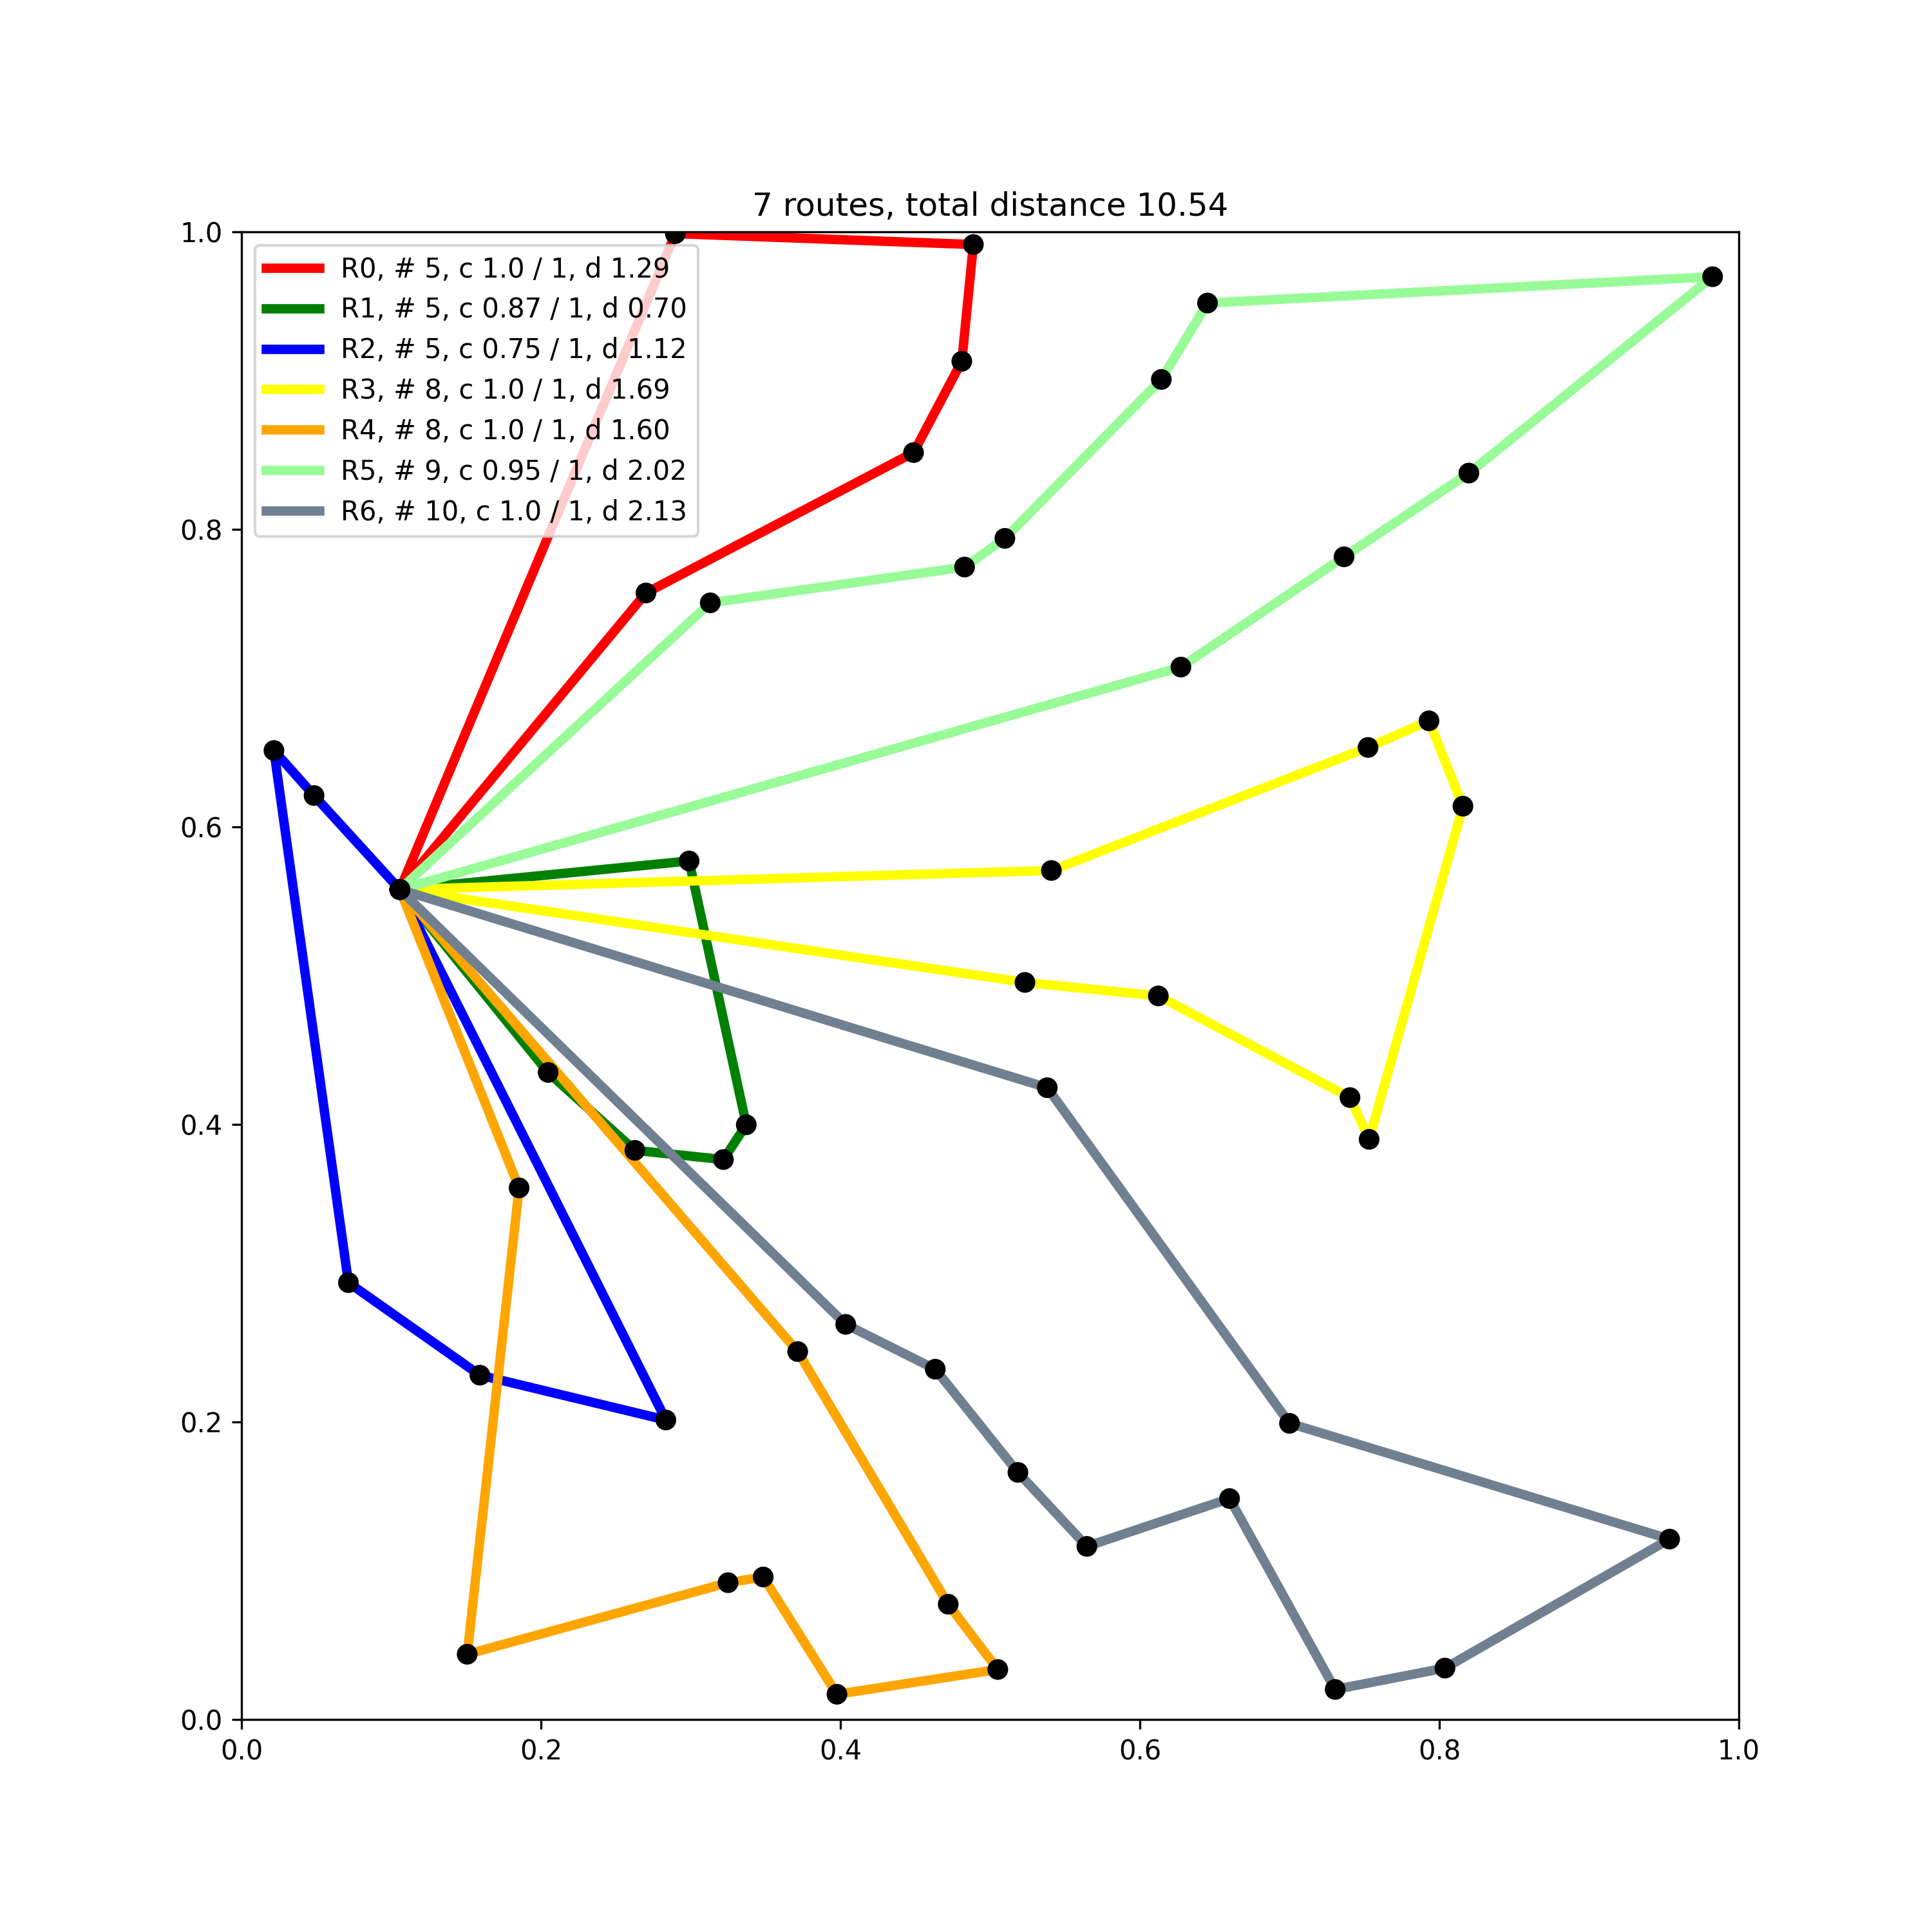 7 routes, total distance 10.54
1.0
R0, # 5, c 1.0 / 1, d 1.29
R1, # 5, c 0.87 / 1, d 0.70
R2, # 5, c 0.75 / 1, d 1.12
R3, # 8, c 1.0 / 1, d 1.69
R4, # 8, c 1.0 / 1, d 1.60
R5, # 9, c 0.95 / 1, d 2.02
R6, # 10, c 1.0 / 1, d 2.13
0.8
0.6
0.4
0.2
0.0
0.0 0.2 0.4 0.6 0.8 1.0